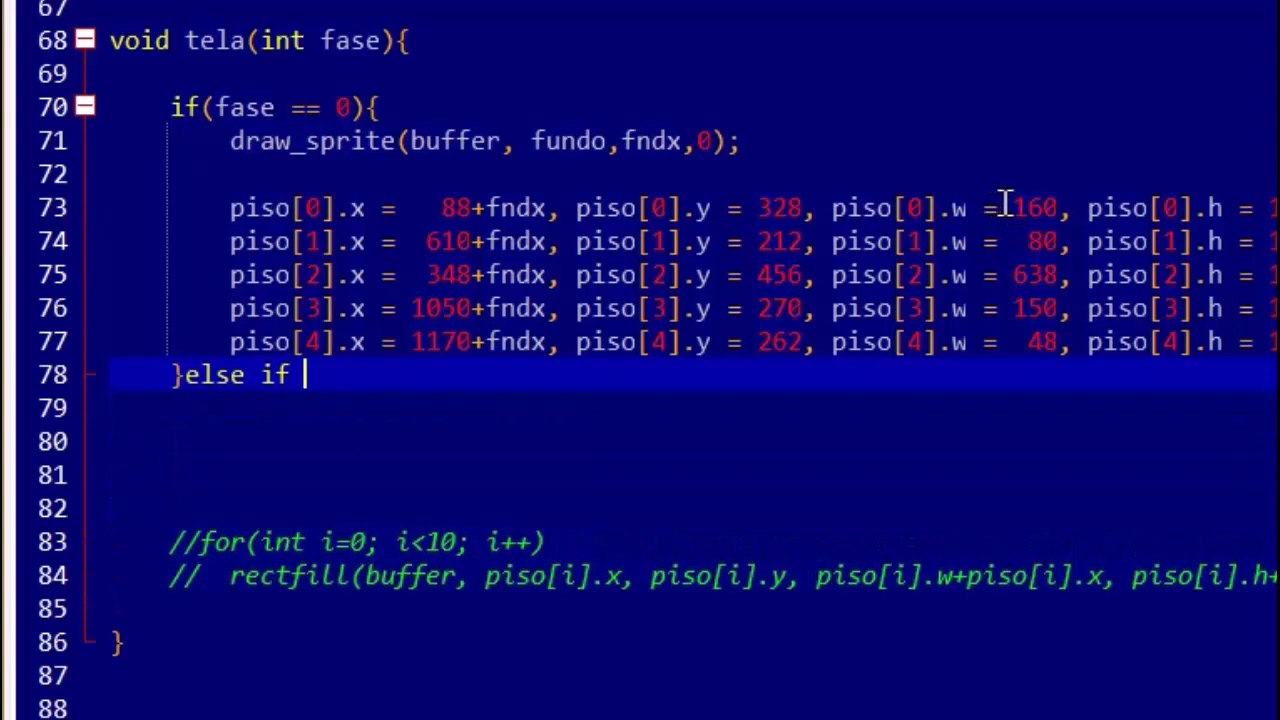 67
68 void tela(int fase){
69
70 if(fase == 0){
71 draw_sprite(buffer, fundo,fndx,0);
72
73 piso[0].x =   88+fndx, piso[0].y = 328, piso[0].w = 160, piso[0].h =
74 piso[1].x =  610+fndx, piso[1].y = 212, piso[1].w =  80, piso[1].h =
75 piso[2].x =  348+fndx, piso[2].y = 456, piso[2].w = 638, piso[2].h =
76 piso[3].x = 1050+fndx, piso[3].y = 270, piso[3].w = 150, piso[3].h =
77 piso[4].x = 1170+fndx, piso[4].y = 262, piso[4].w =  48, piso[4].h =
78 }else if
79
80
81
82
83 //for(int i=0; i<10; i++)
84 //  rectfill(buffer, piso[i].x, piso[i].y, piso[i].w+piso[i].x, piso[i].h+
85
86 }
87
88